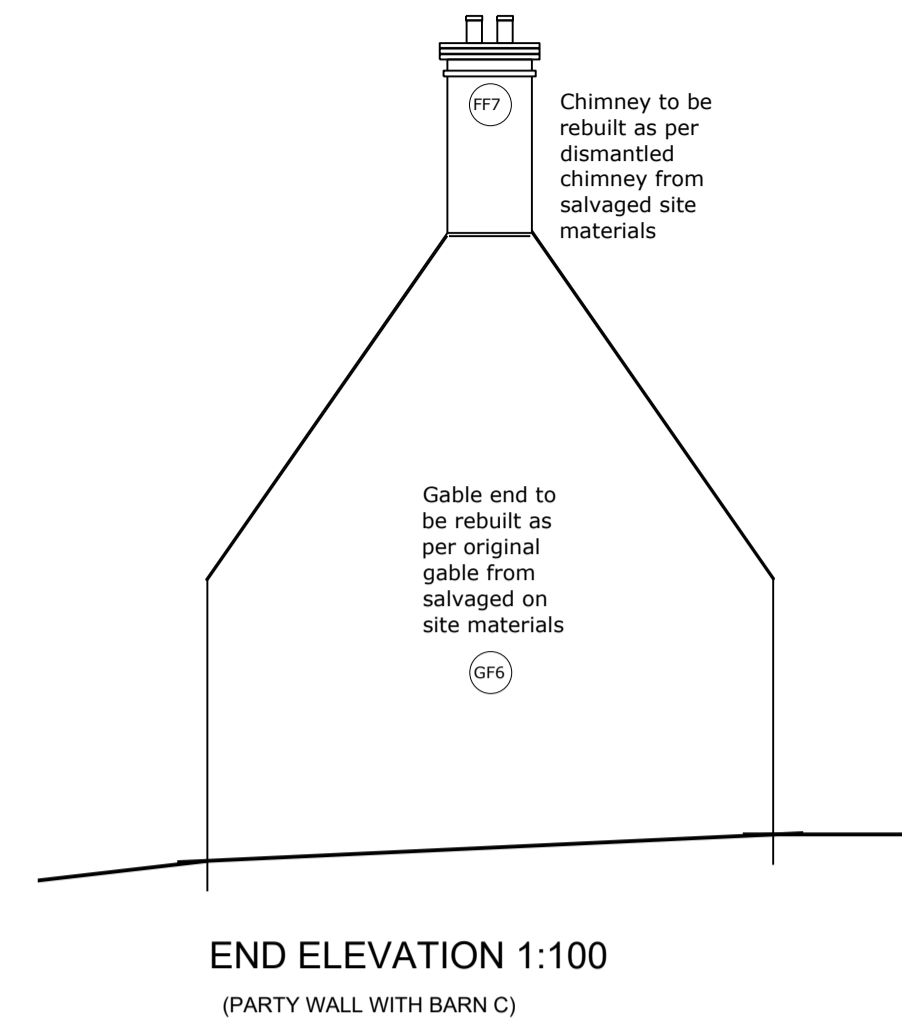 FF7
Chimney to be
rebuilt as per
dismantled
chimney from
salvaged site
materials
Gable end to
be rebuilt as
per original
gable from
salvaged on
site materials
GF6
END ELEVATION 1:100
(PARTY WALL WITH BARN C)